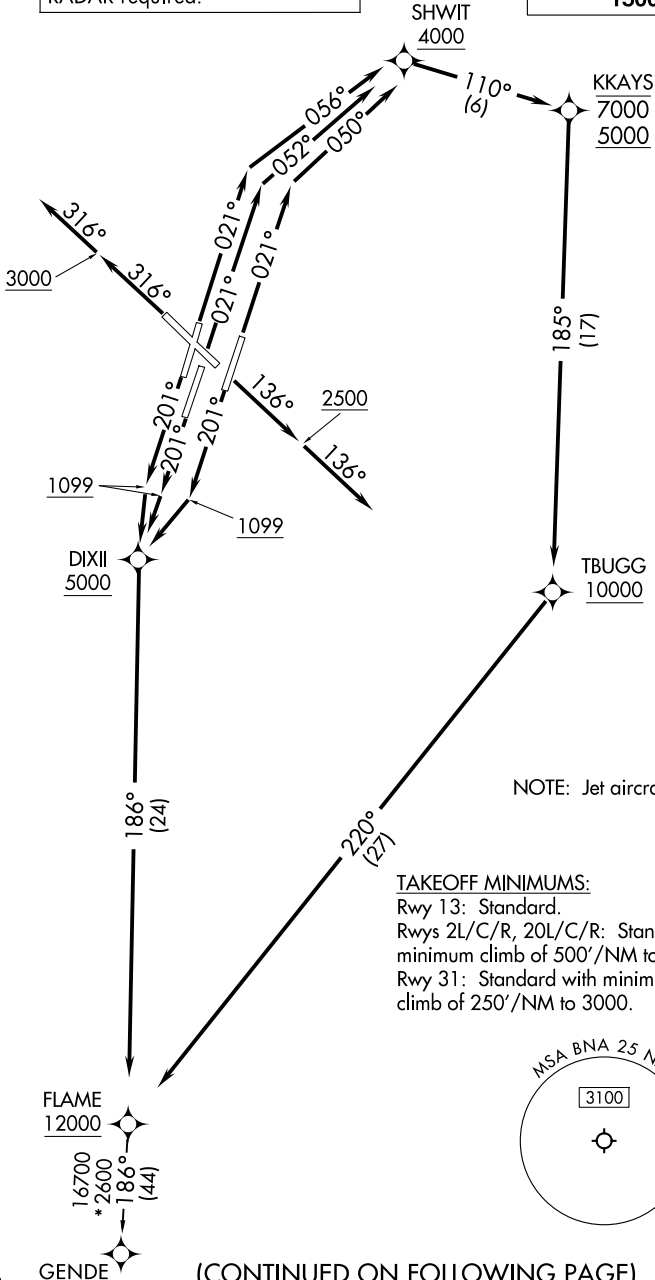 RADAR required.
1500
SHWIT
4000
110°
(6)
KKAYS
7000
5000
056°
052°
050°
021°
021°
021°
316°
3000
316°
185°
(17)
136°
2500
136°
201°
201°
201°
1099
1099
DIXII
5000
TBUGG
10000
186°
(24)
220°
(27)
NOTE: Jet aircra
TAKEOFF MINIMUMS:
Rwy 13: Standard.
Rwys 2L/C/R, 20L/C/R: Stan
minimum climb of 500'/NM to
Rwy 31: Standard with minim
climb of 250'/NM to 3000.
MSA BNA 25 N
3100
FLAME
12000
16700
*2600
186°
(44)
GENDE
(CONTINUED ON FOLLOWING PAGE)